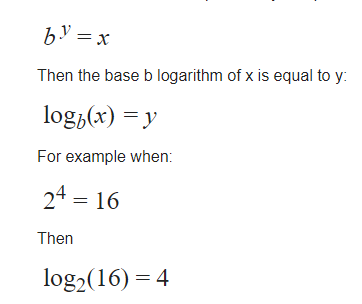 b^y = x
Then the base b logarithm of x is equal to y:
log_b(x) = y
For example when:
2^4 = 16
Then
log_2(16) = 4